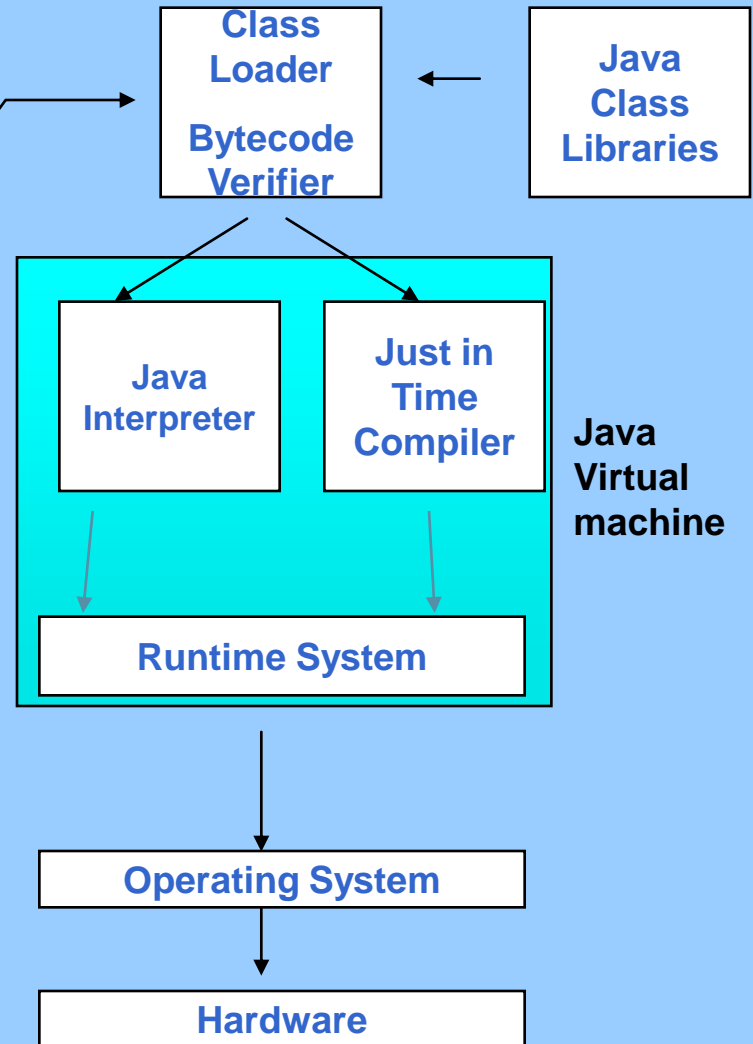 Class
Loader
Bytecode
Verifier
Java
Class
Libraries
Java
Interpreter
Just in
Time
Compiler
Java
Virtual
machine
Runtime System
Operating System
Hardware